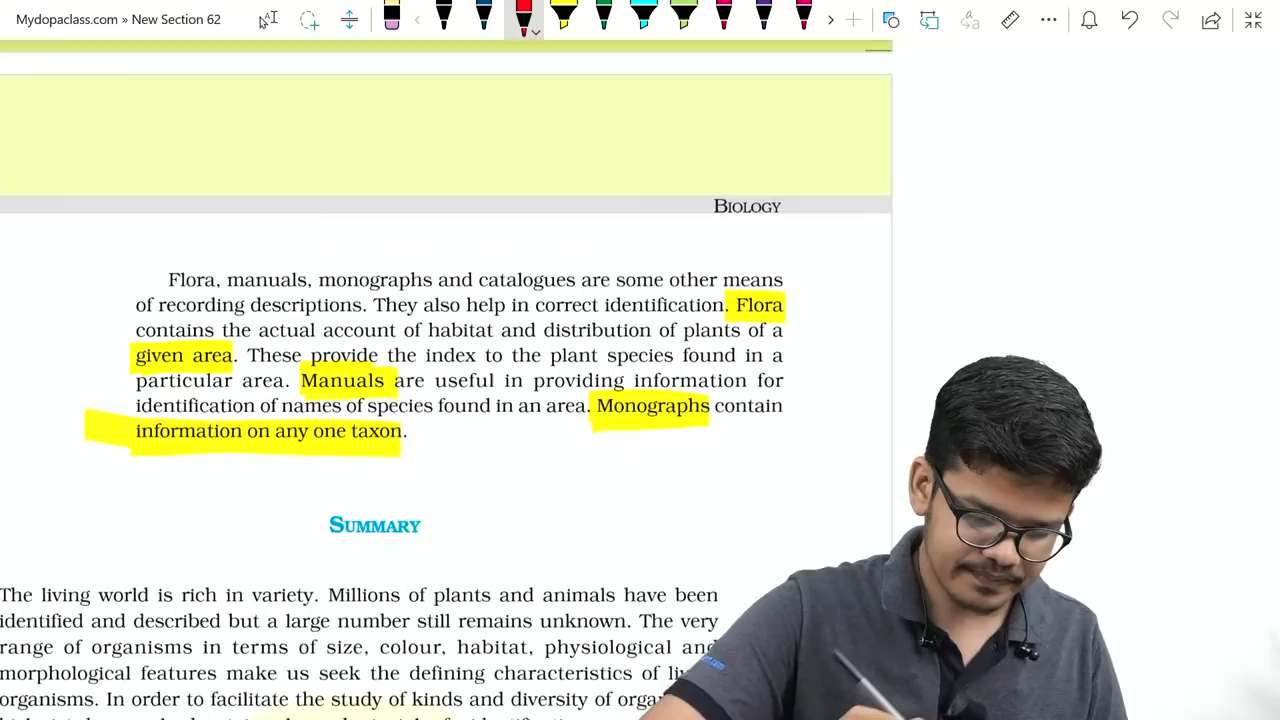 Mydopaclass.com » New Section 62
BIOLOGY
Flora, manuals, monographs and catalogues are some other means
of recording descriptions. They also help in correct identification. Flora
contains the actual account of habitat and distribution of plants of a
given area. These provide the index to the plant species found in a
particular area. Manuals are useful in providing information for
identification of names of species found in an area. Monographs contain
information on any one taxon.
SUMMARY
The living world is rich in variety. Millions of plants and animals have been
identified and described but a large number still remains unknown. The very
range of organisms in terms of size, colour, habitat, physiological and
morphological features make us seek the defining characteristics of
organisms. In order to facilitate the study of kinds and diversity of